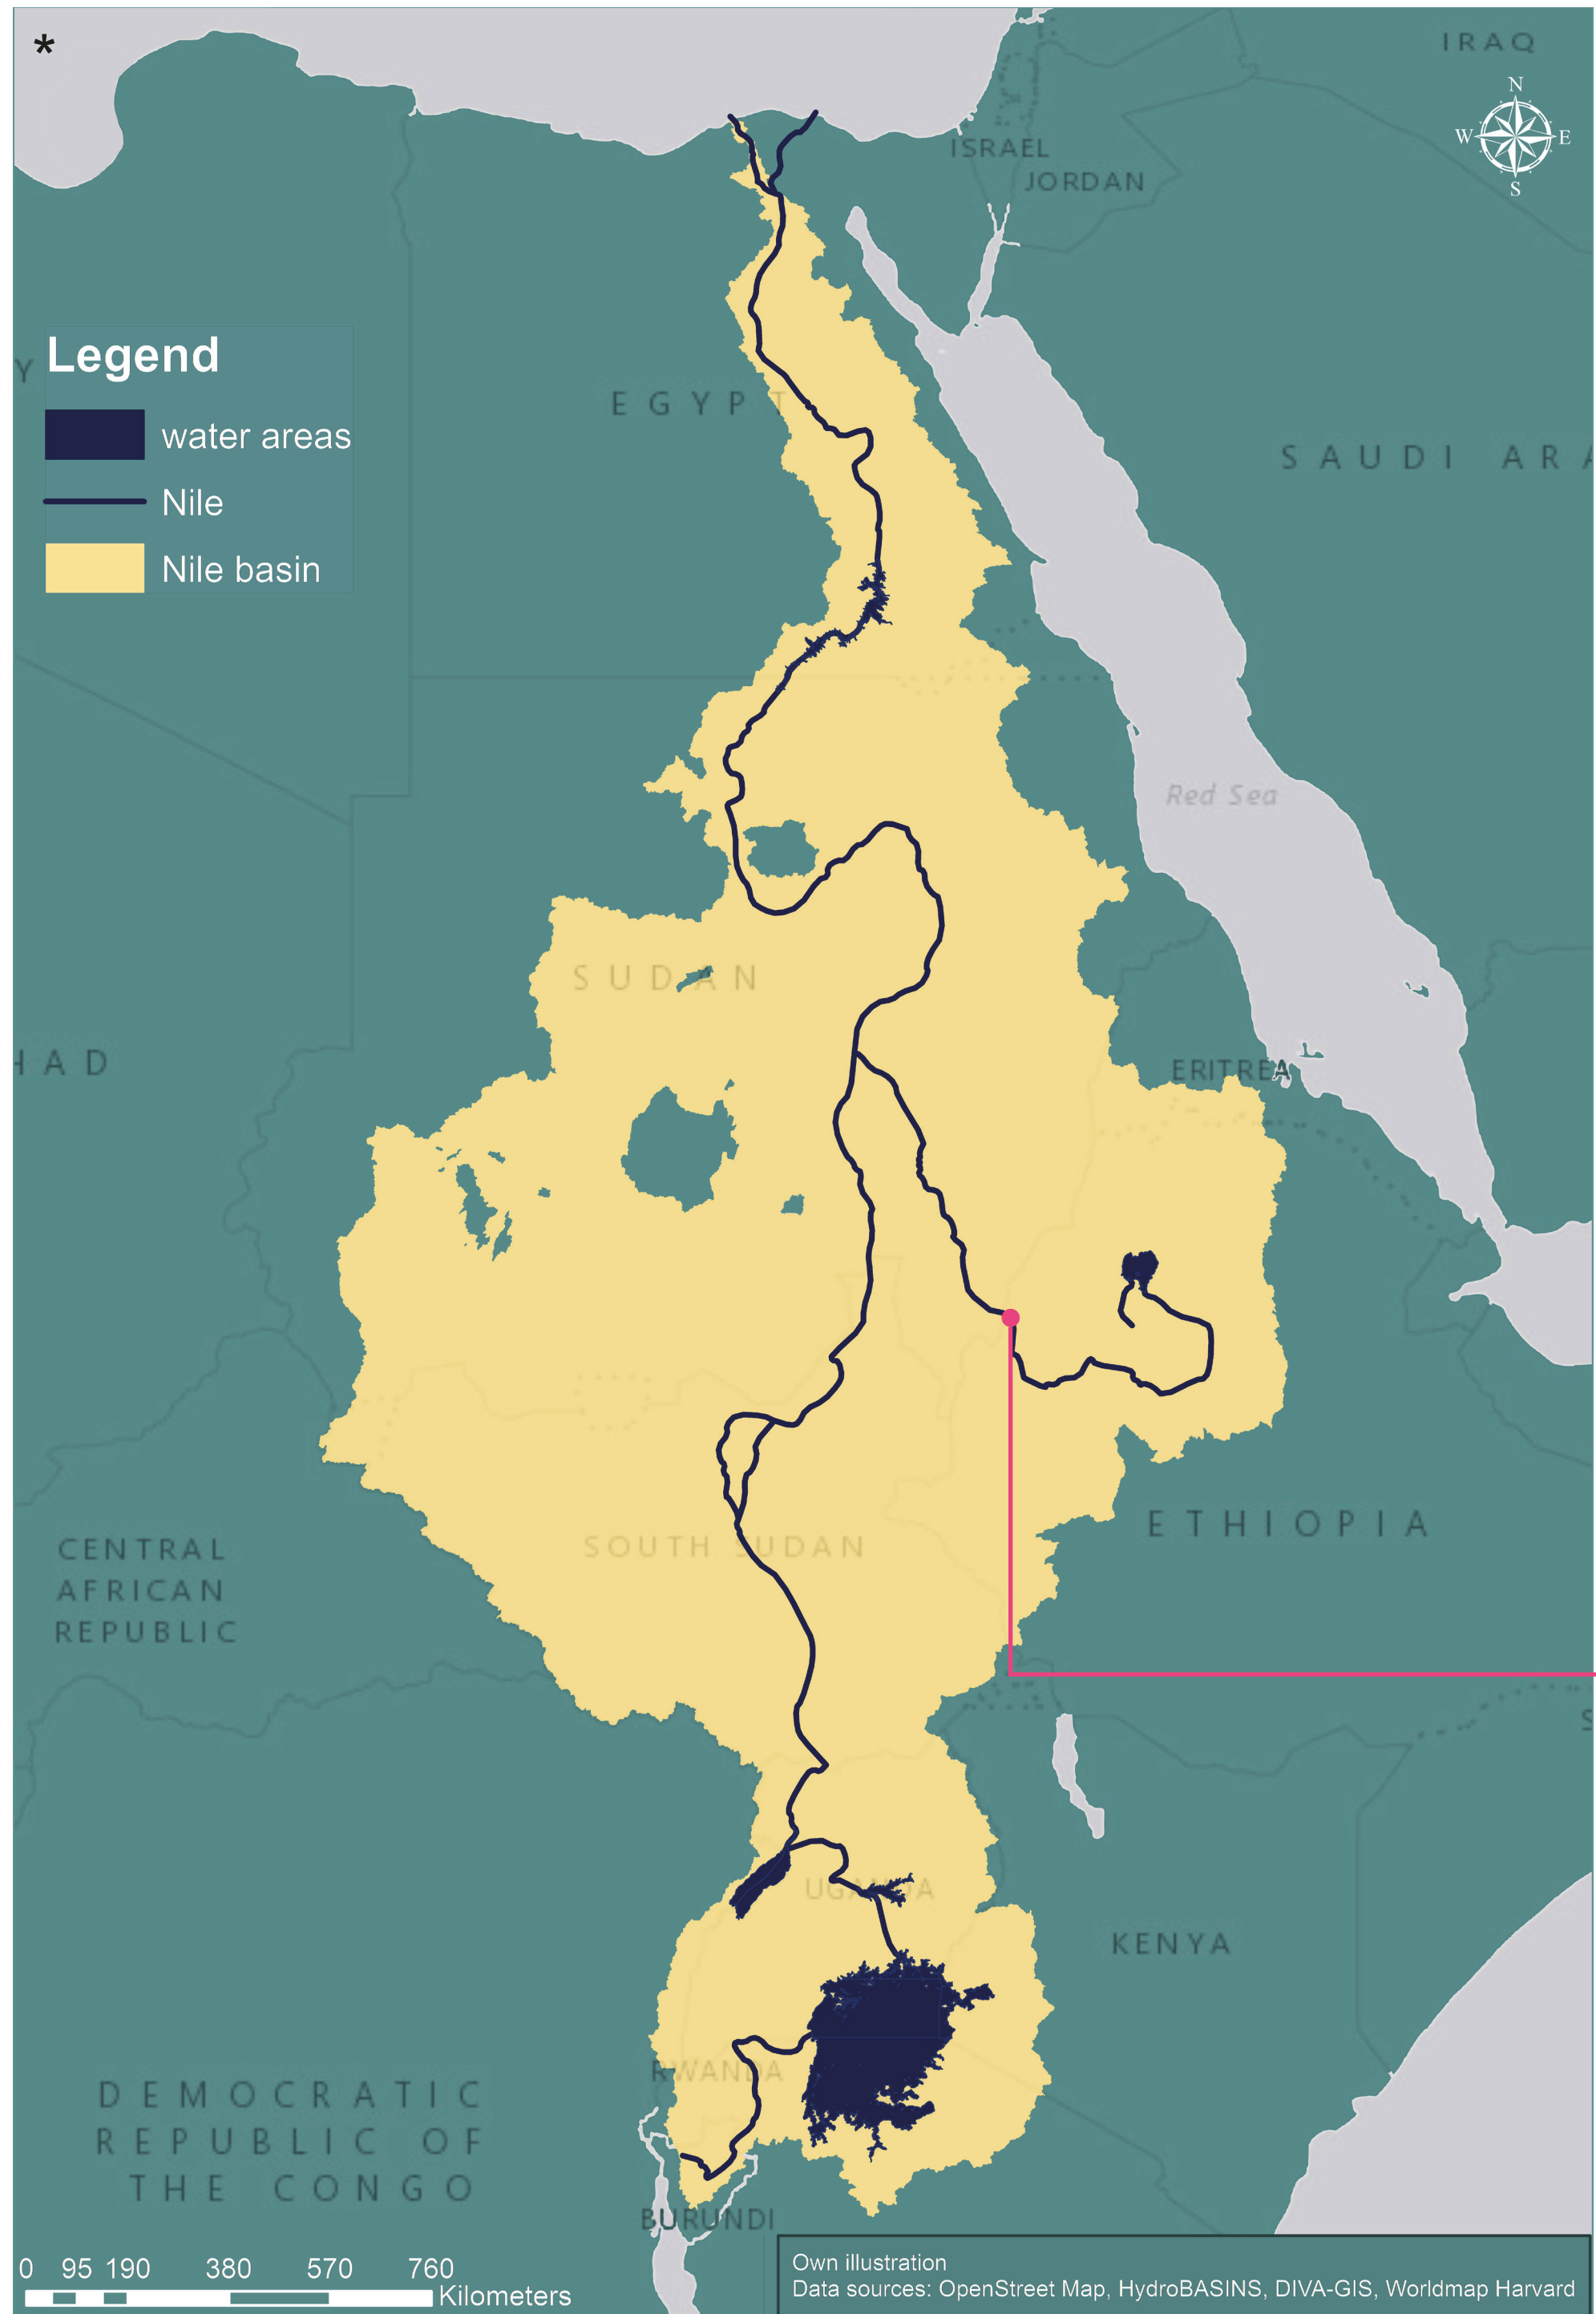 *
IRAQ
N
W E
S
ISRAEL
JORDAN
Legend
Y
water areas
EGYPT
Nile
SAUDI ARA
Nile basin
Red Sea
SUDAN
HAD
ERITREA
ETHIOPIA
SOUTH SUDAN
CENTRAL
AFRICAN
REPUBLIC
S
UGANDA
KENYA
RWANDA
DEMOCRATIC
REPUBLIC OF
THE CONGO
BURUNDI
0 95 190 380 570 760
Kilometers
Own illustration
Data sources: OpenStreet Map, HydroBASINS, DIVA-GIS, Worldmap Harvard